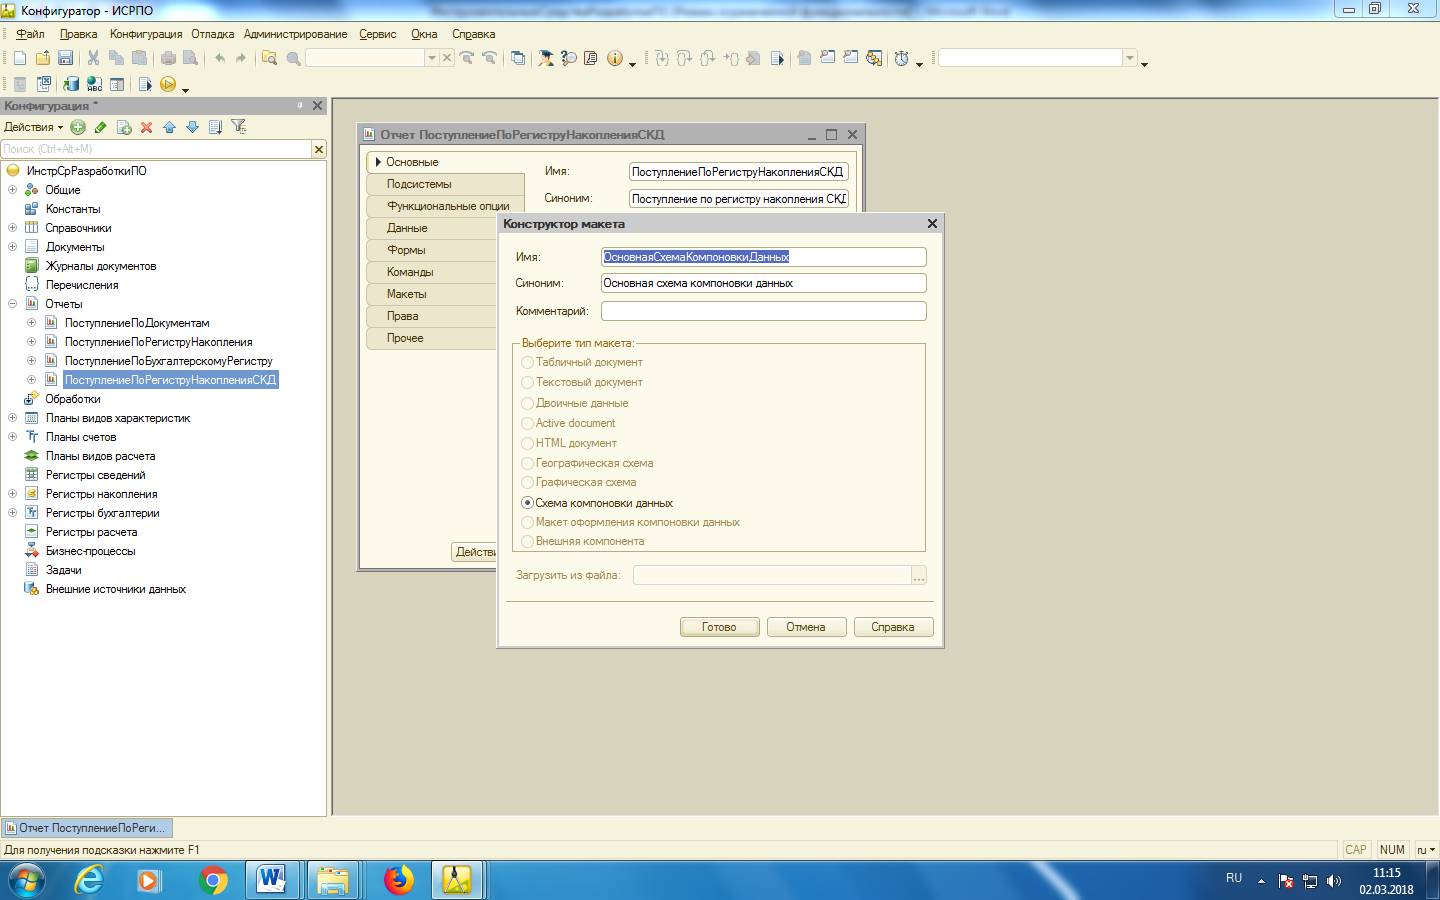 Конфигуратор - ИСРПО
Файл Правка Конфигурация Отладка Администрирование Сервис Окна Справка
Конфигурация *
Действия
Поиск (Ctrl+Alt+M)
ИнстрСрРазработкиПО
Общие
Константы
Справочники
Документы
Журналы документов
Перечисления
Отчеты
ПоступлениеПоДокументам
ПоступлениеПоРегиструНакопления
ПоступлениеПоБухгалтерскомуРегистру
ПоступлениеПоРегиструНакопленияСКД
Обработки
Планы видов характеристик
Планы счетов
Планы видов расчета
Регистры сведений
Регистры накопления
Регистры бухгалтерии
Регистры расчета
Бизнес-процессы
Задачи
Внешние источники данных
Отчет ПоступлениеПоРегиструНакопленияСКД
Основные
Подсистемы
Функциональные опции
Данные
Формы
Команды
Макеты
Права
Прочее
Имя: ПоступлениеПоРегиструНакопленияСКД
Синоним: Поступление по регистру накопления СКД
Действи
Конструктор макета
Имя: ОсновнаяСхемаКомпоновкиДанных
Синоним: Основная схема компоновки данных
Комментарий:
Выберите тип макета:
Табличный документ
Текстовый документ
Двоичные данные
Active document
HTML документ
Географическая схема
Графическая схема
Схема компоновки данных
Макет оформления компоновки данных
Внешняя компонента
Загрузить из файла: ...
Готово Отмена Справка
Отчет ПоступлениеПоРеги...
Для получения подсказки нажмите F1
CAP NUM ru
RU
11:15
02.03.2018